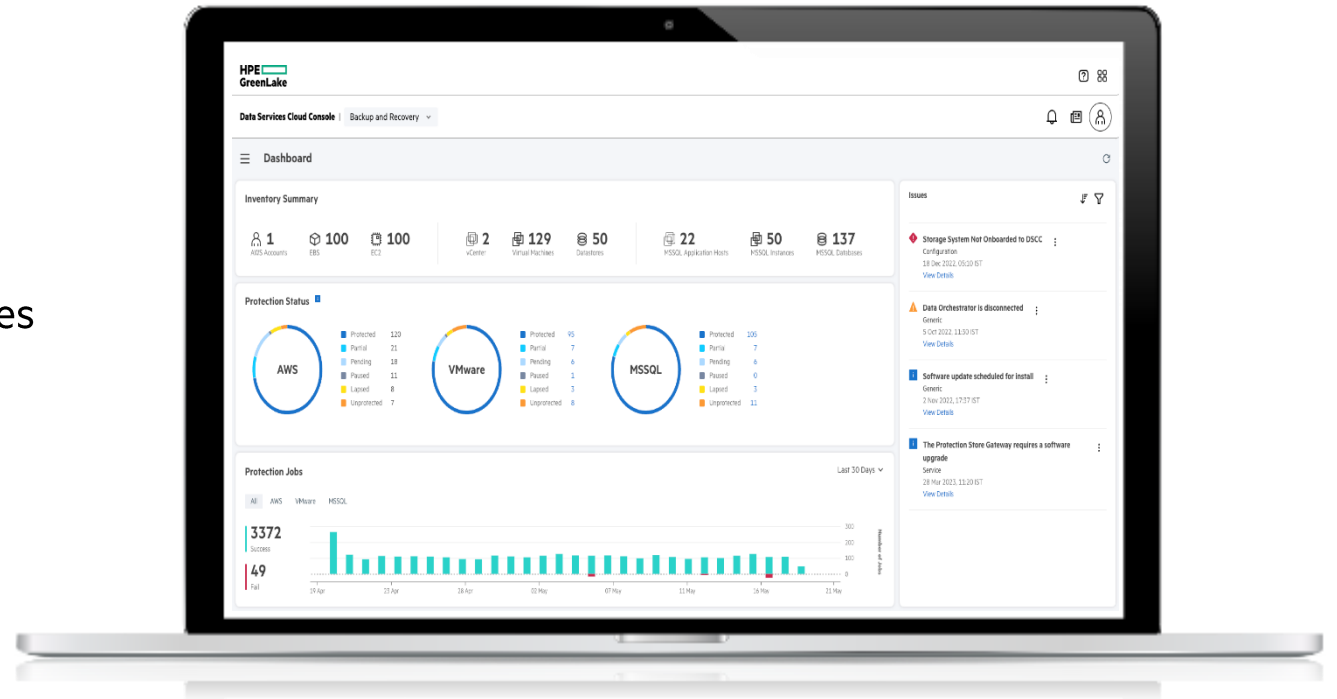 es
HPE
GreenLake
Data Services Cloud Console | Backup and Recovery
Dashboard
Inventory Summary
1
AWS Accounts
100
EBS
100
EC2
2
vCenter
129
Virtual Machines
50
Datastores
22
MSSQL Application Hosts
50
MSSQL Instances
137
MSSQL Databases
Protection Status
AWS
Protected 120
Partial 21
Pending 18
Paused 11
Lapsed 8
Unprotected 7
VMware
Protected 95
Partial 7
Pending 6
Paused 1
Lapsed 3
Unprotected 8
MSSQL
Protected 105
Partial 7
Pending 6
Paused 0
Lapsed 3
Unprotected 11
Protection Jobs
Last 30 Days
All AWS VMware MSSQL
3372
Success
49
Fail
300
200
100
0
Number of Jobs
19 Apr 23 Apr 28 Apr 02 May 07 May 11 May 16 May 21 May
Issues
Storage System Not Onboarded to DSCC
Configuration
18 Dec 2022, 05:10 IST
View Details
Data Orchestrator is disconnected
Generic
5 Oct 2022, 11:50 IST
View Details
Software update scheduled for install
Generic
2 Nov 2022, 17:37 IST
View Details
The Protection Store Gateway requires a software
upgrade
Service
28 Mar 2023, 11:20 IST
View Details